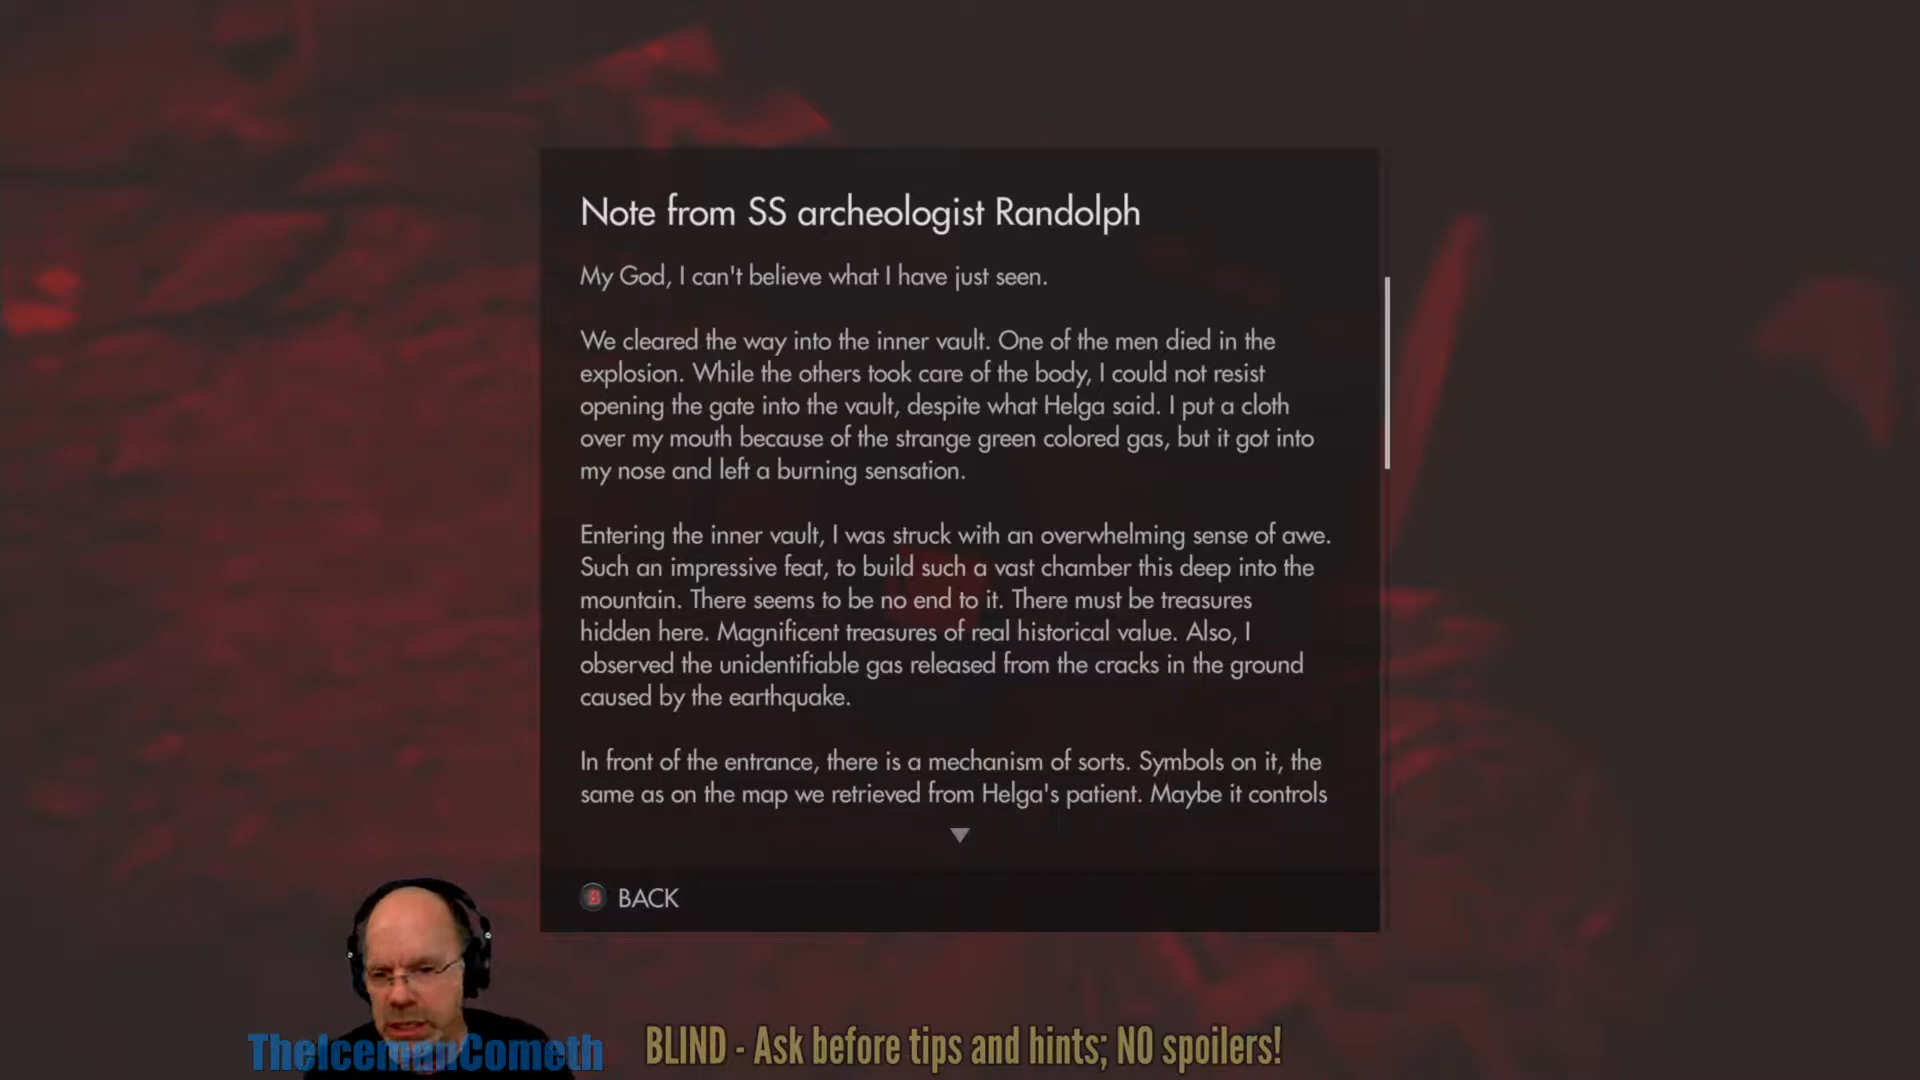 Note from SS archeologist Randolph
My God, I can't believe what I have just seen.
We cleared the way into the inner vault. One of the men died in the
explosion. While the others took care of the body, I could not resist
opening the gate into the vault, despite what Helga said. I put a cloth
over my mouth because of the strange green colored gas, but it got into
my nose and left a burning sensation.
Entering the inner vault, I was struck with an overwhelming sense of awe.
Such an impressive feat, to build such a vast chamber this deep into the
mountain. There seems to be no end to it. There must be treasures
hidden here. Magnificent treasures of real historical value. Also, I
observed the unidentifiable gas released from the cracks in the ground
caused by the earthquake.
In front of the entrance, there is a mechanism of sorts. Symbols on it, the
same as on the map we retrieved from Helga's patient. Maybe it controls
B BACK
TheIcemanCometh
BLIND - Ask before tips and hints; NO spoilers!